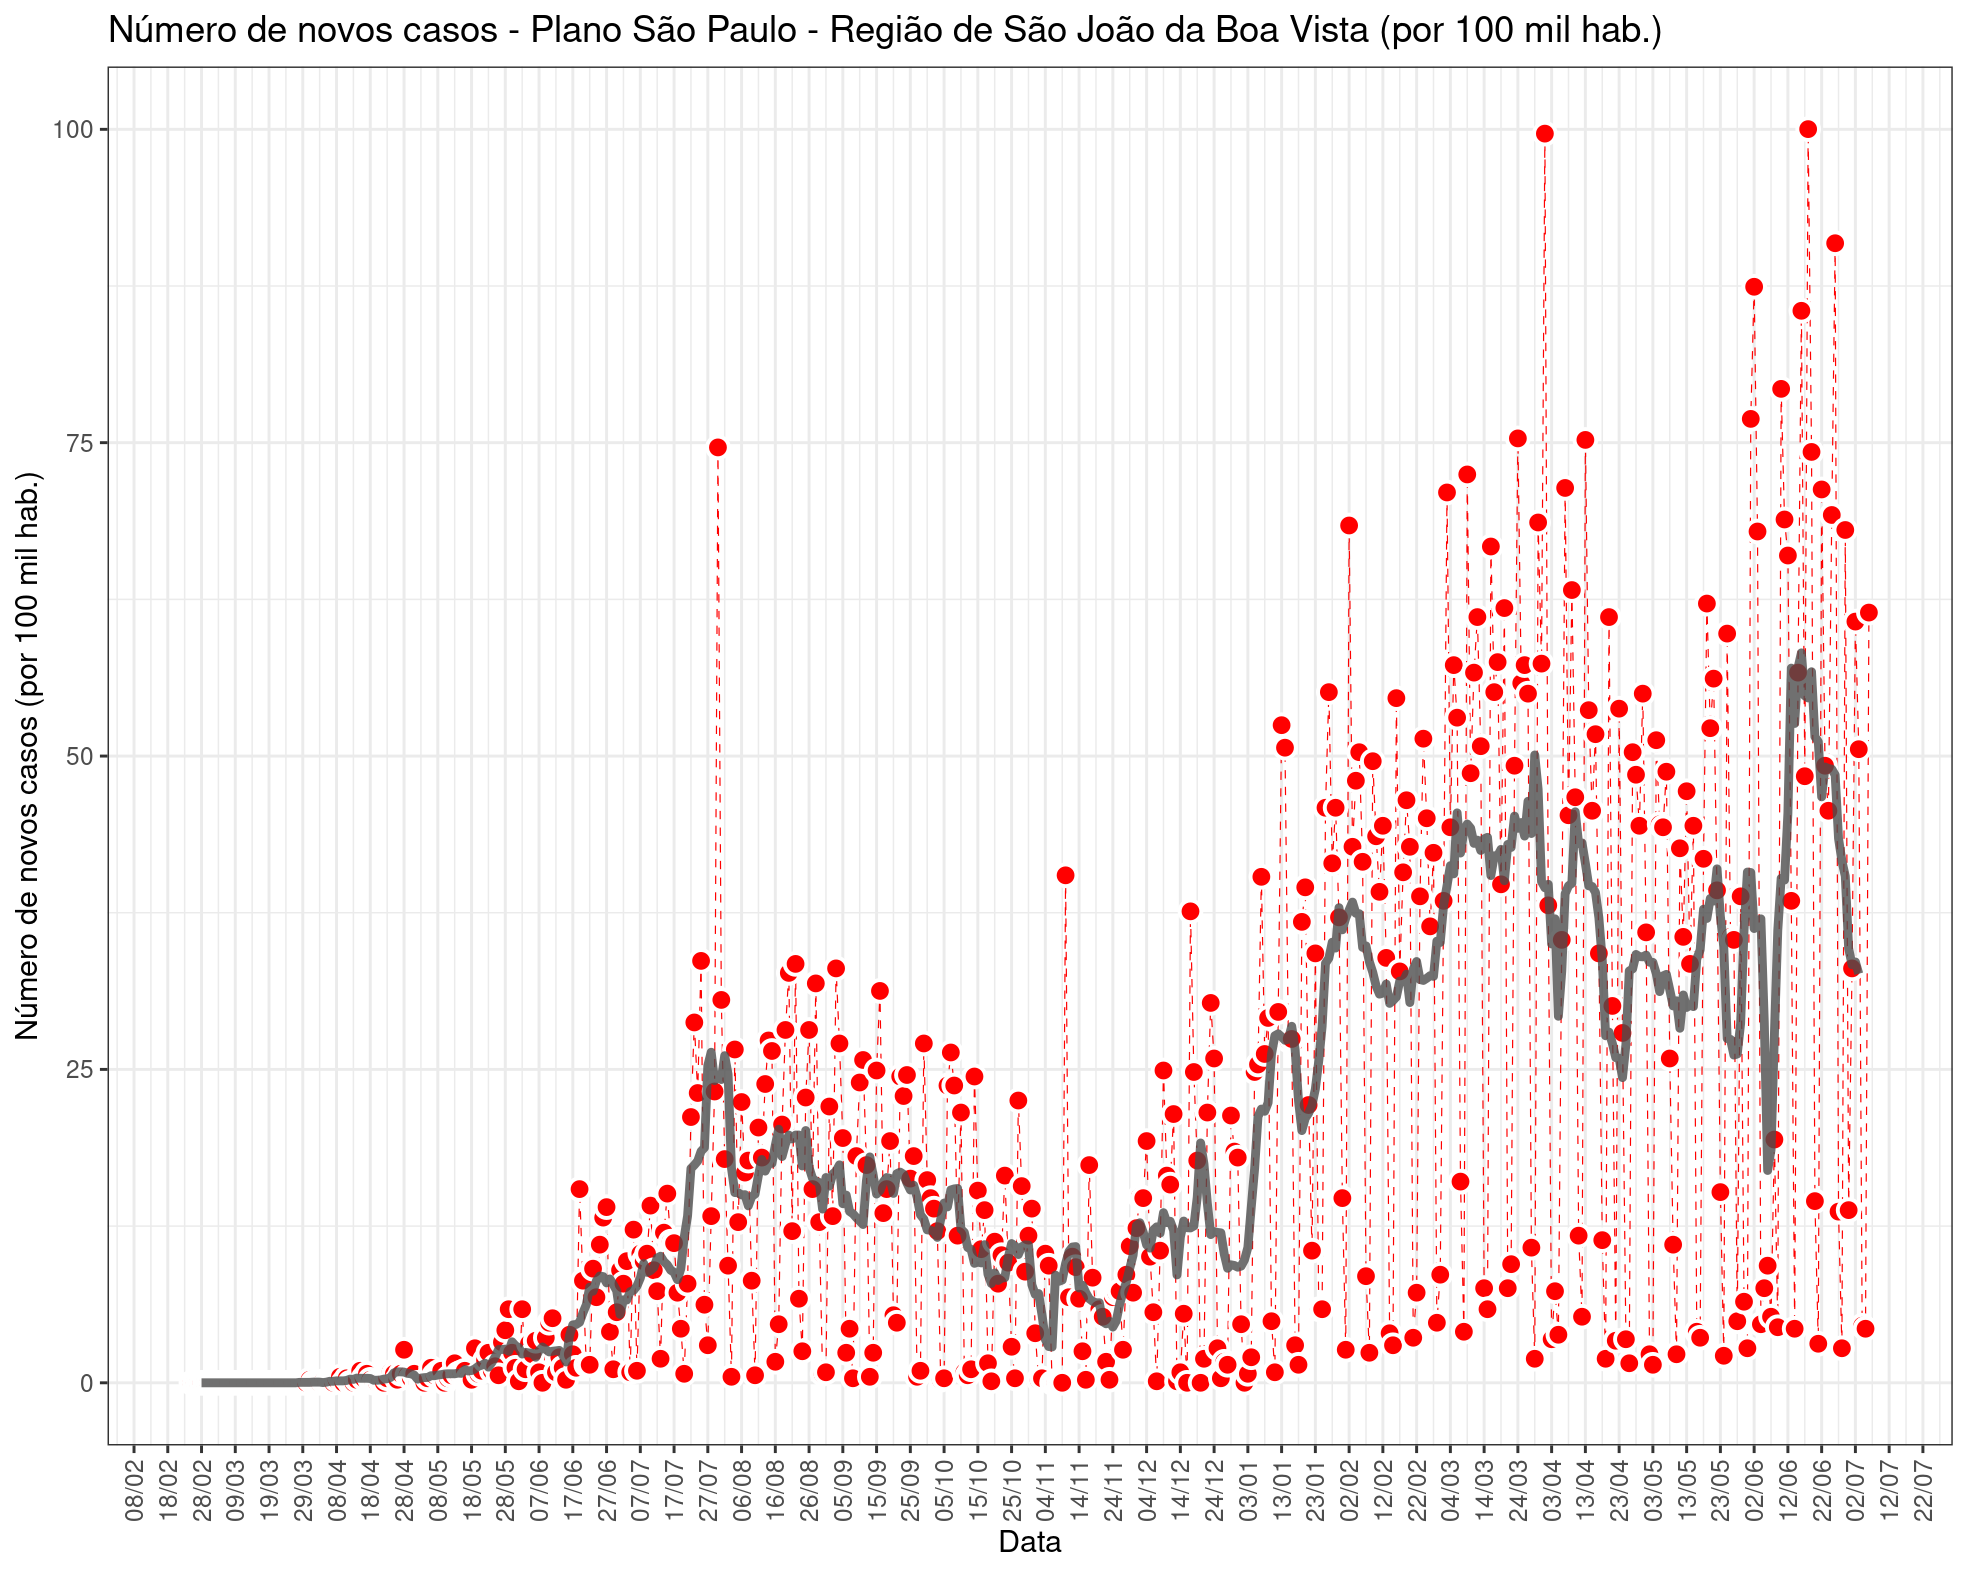 Número de novos casos - Plano São Paulo - Região de São João da Boa Vista (por 100 mil hab.)
Número de novos casos (por 100 mil hab.)
100
75
50
25
0
08/02 18/02 28/02 09/03 19/03 29/03 08/04 18/04 28/04 08/05 18/05 28/05 07/06 17/06 27/06 07/07 17/07 27/07 06/08 16/08 26/08 05/09 15/09 25/09 05/10 15/10 25/10 04/11 14/11 24/11 04/12 14/12 24/12 03/01 13/01 23/01 02/02 12/02 22/02 04/03 14/03 24/03 03/04 13/04 23/04 03/05 13/05 23/05 02/06 12/06 22/06 02/07 12/07 22/07
Data